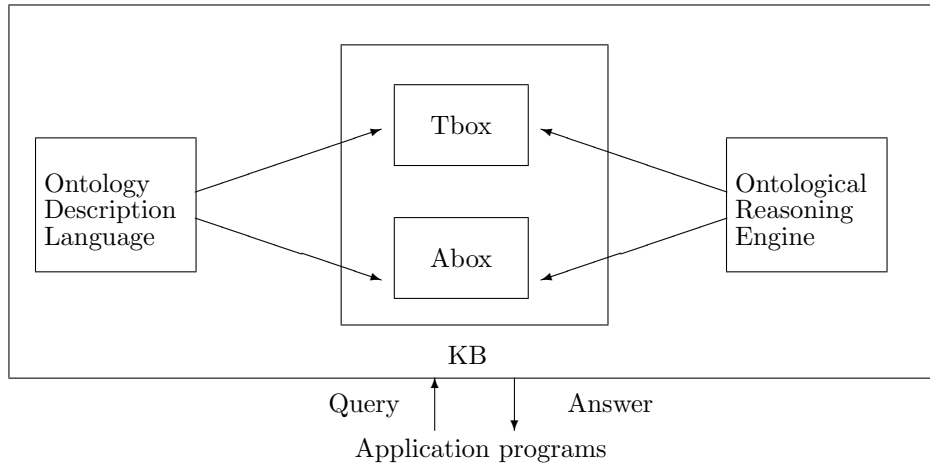 Tbox
Ontology
Description
Language
Ontological
Reasoning
Engine
Abox
KB
Query
Answer
Application programs